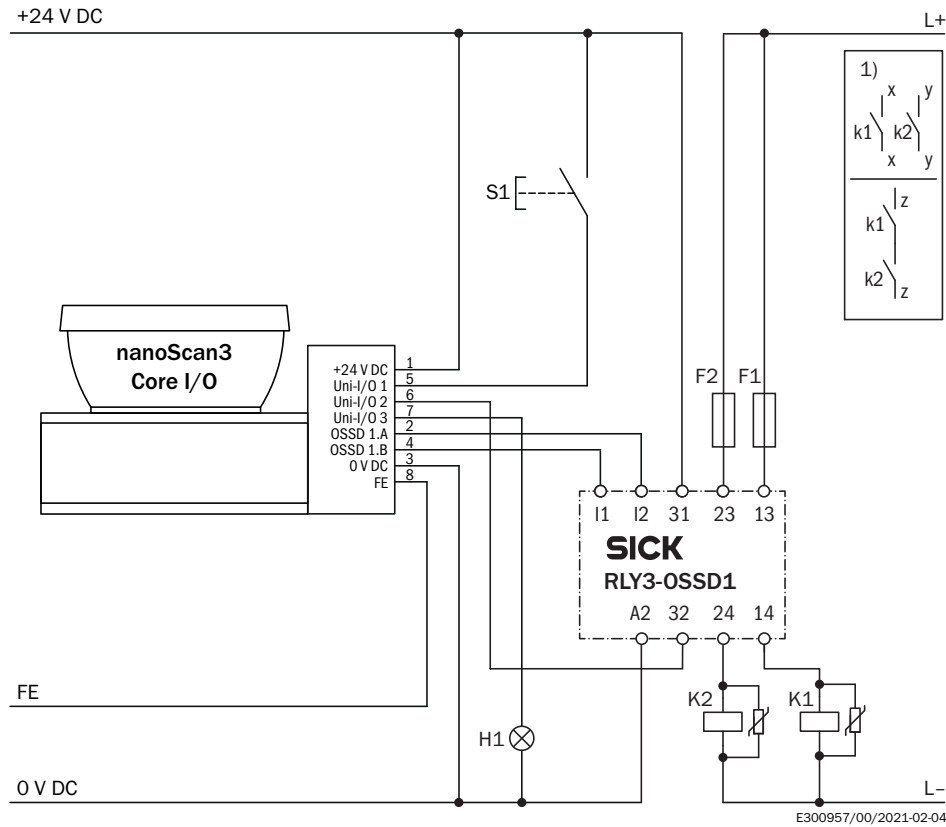 +24 V DC
L+
1)
x y
k1 k2
x y
z
k1
k2
z
S1
nanoScan3
Core I/O
+24 V DC 1
Uni-I/O 1 5
Uni-I/O 2 6
Uni-I/O 3 7
OSSD 1.A 2
OSSD 1.B 4
0 V DC 3
FE 8
F2 F1
I1 I2 31 23 13
SICK
RLY3-OSSD1
A2 32 24 14
FE
K2 K1
H1
0 V DC
L–
E300957/00/2021-02-04